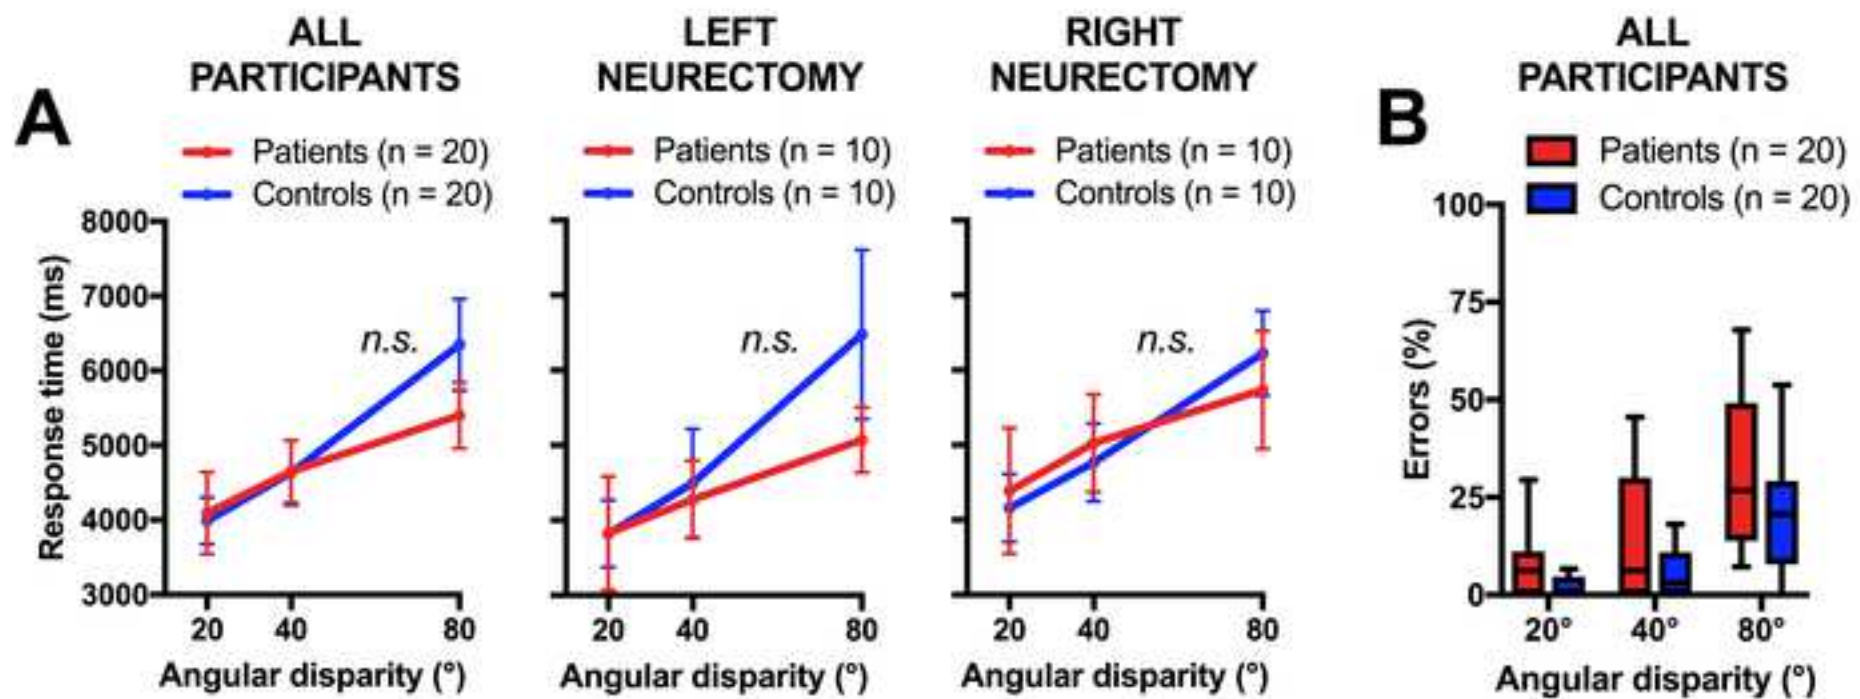 A
ALL
PARTICIPANTS
Patients (n = 20)
Controls (n = 20)
Response time (ms)
8000
7000
6000
5000
4000
3000
n.s.
20 40 80
Angular disparity (°)
LEFT
NEURECTOMY
Patients (n = 10)
Controls (n = 10)
n.s.
20 40 80
Angular disparity (°)
RIGHT
NEURECTOMY
Patients (n = 10)
Controls (n = 10)
n.s.
20 40 80
Angular disparity (°)
B
ALL
PARTICIPANTS
Patients (n = 20)
Controls (n = 20)
Errors (%)
100
75
50
25
0
20° 40° 80°
Angular disparity (°)